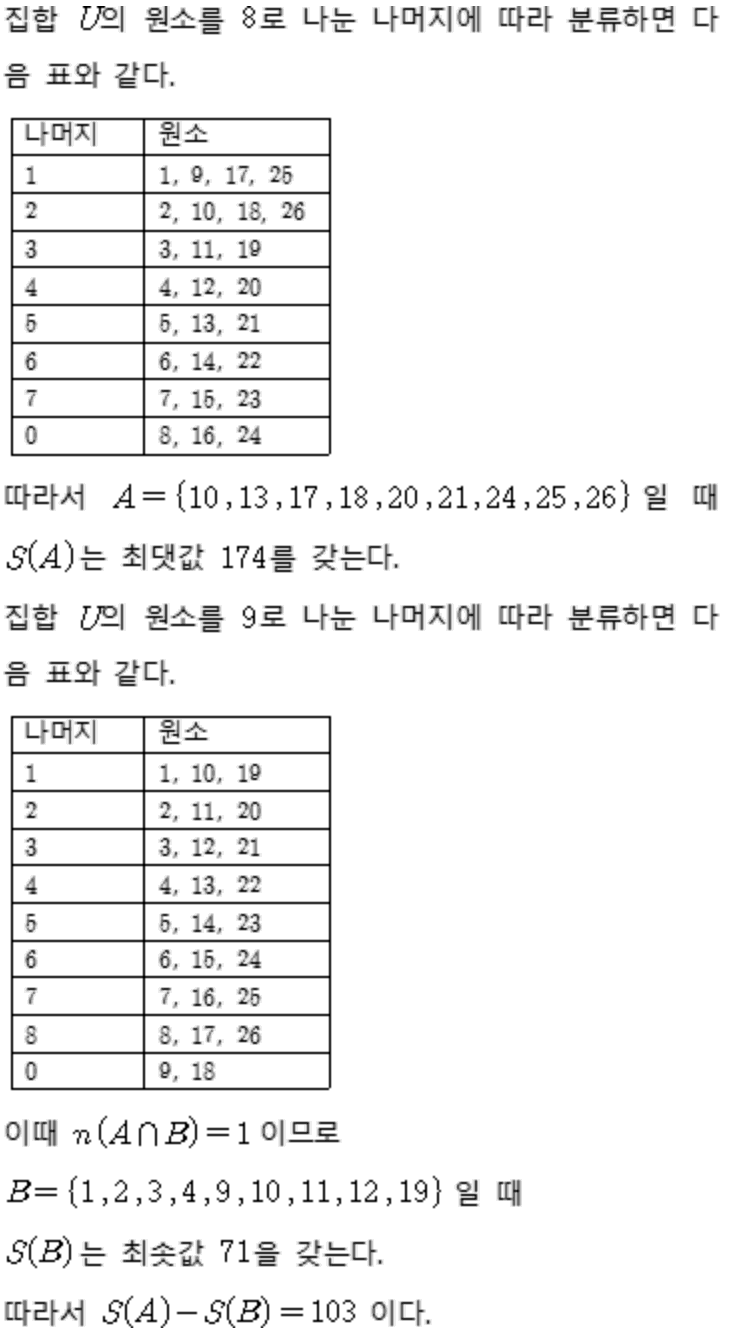 집합 U의 원소를 8로 나눈 나머지에 따라 분류하면 다
음 표와 같다.
나머지 원소
1 1, 9, 17, 25
2 2, 10, 18, 26
3 3, 11, 19
4 4, 12, 20
5 5, 13, 21
6 6, 14, 22
7 7, 15, 23
0 8, 16, 24
따라서 A={10,13,17,18,20,21,24,25,26} 일 때
S(A)는 최댓값 174를 갖는다.
집합 U의 원소를 9로 나눈 나머지에 따라 분류하면 다
음 표와 같다.
나머지 원소
1 1, 10, 19
2 2, 11, 20
3 3, 12, 21
4 4, 13, 22
5 5, 14, 23
6 6, 15, 24
7 7, 16, 25
8 8, 17, 26
0 9, 18
이때 n(A∩B)=1 이므로
B={1,2,3,4,9,10,11,12,19} 일 때
S(B)는 최솟값 71을 갖는다.
따라서 S(A)-S(B)=103 이다.